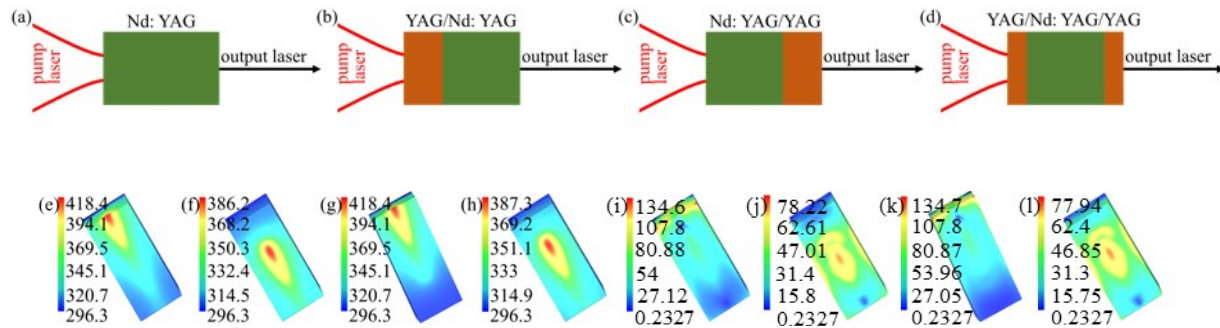 (a)
Nd: YAG
pump
laser
output laser
(b)
YAG/Nd: YAG
pump
laser
output laser
(c)
Nd: YAG/YAG
pump
laser
output laser
(d)
YAG/Nd: YAG/YAG
pump
laser
output laser
(e)
418.4
394.1
369.5
345.1
320.7
296.3
(f)
386.2
368.2
350.3
332.4
314.5
296.3
(g)
418.4
394.1
369.5
345.1
320.7
296.3
(h)
387.3
369.2
351.1
333
314.9
296.3
(i)
134.6
107.8
80.88
54
27.12
0.2327
(j)
78.22
62.61
47.01
31.4
15.8
0.2327
(k)
134.7
107.8
80.87
53.96
27.05
0.2327
(l)
77.94
62.4
46.85
31.3
15.75
0.2327